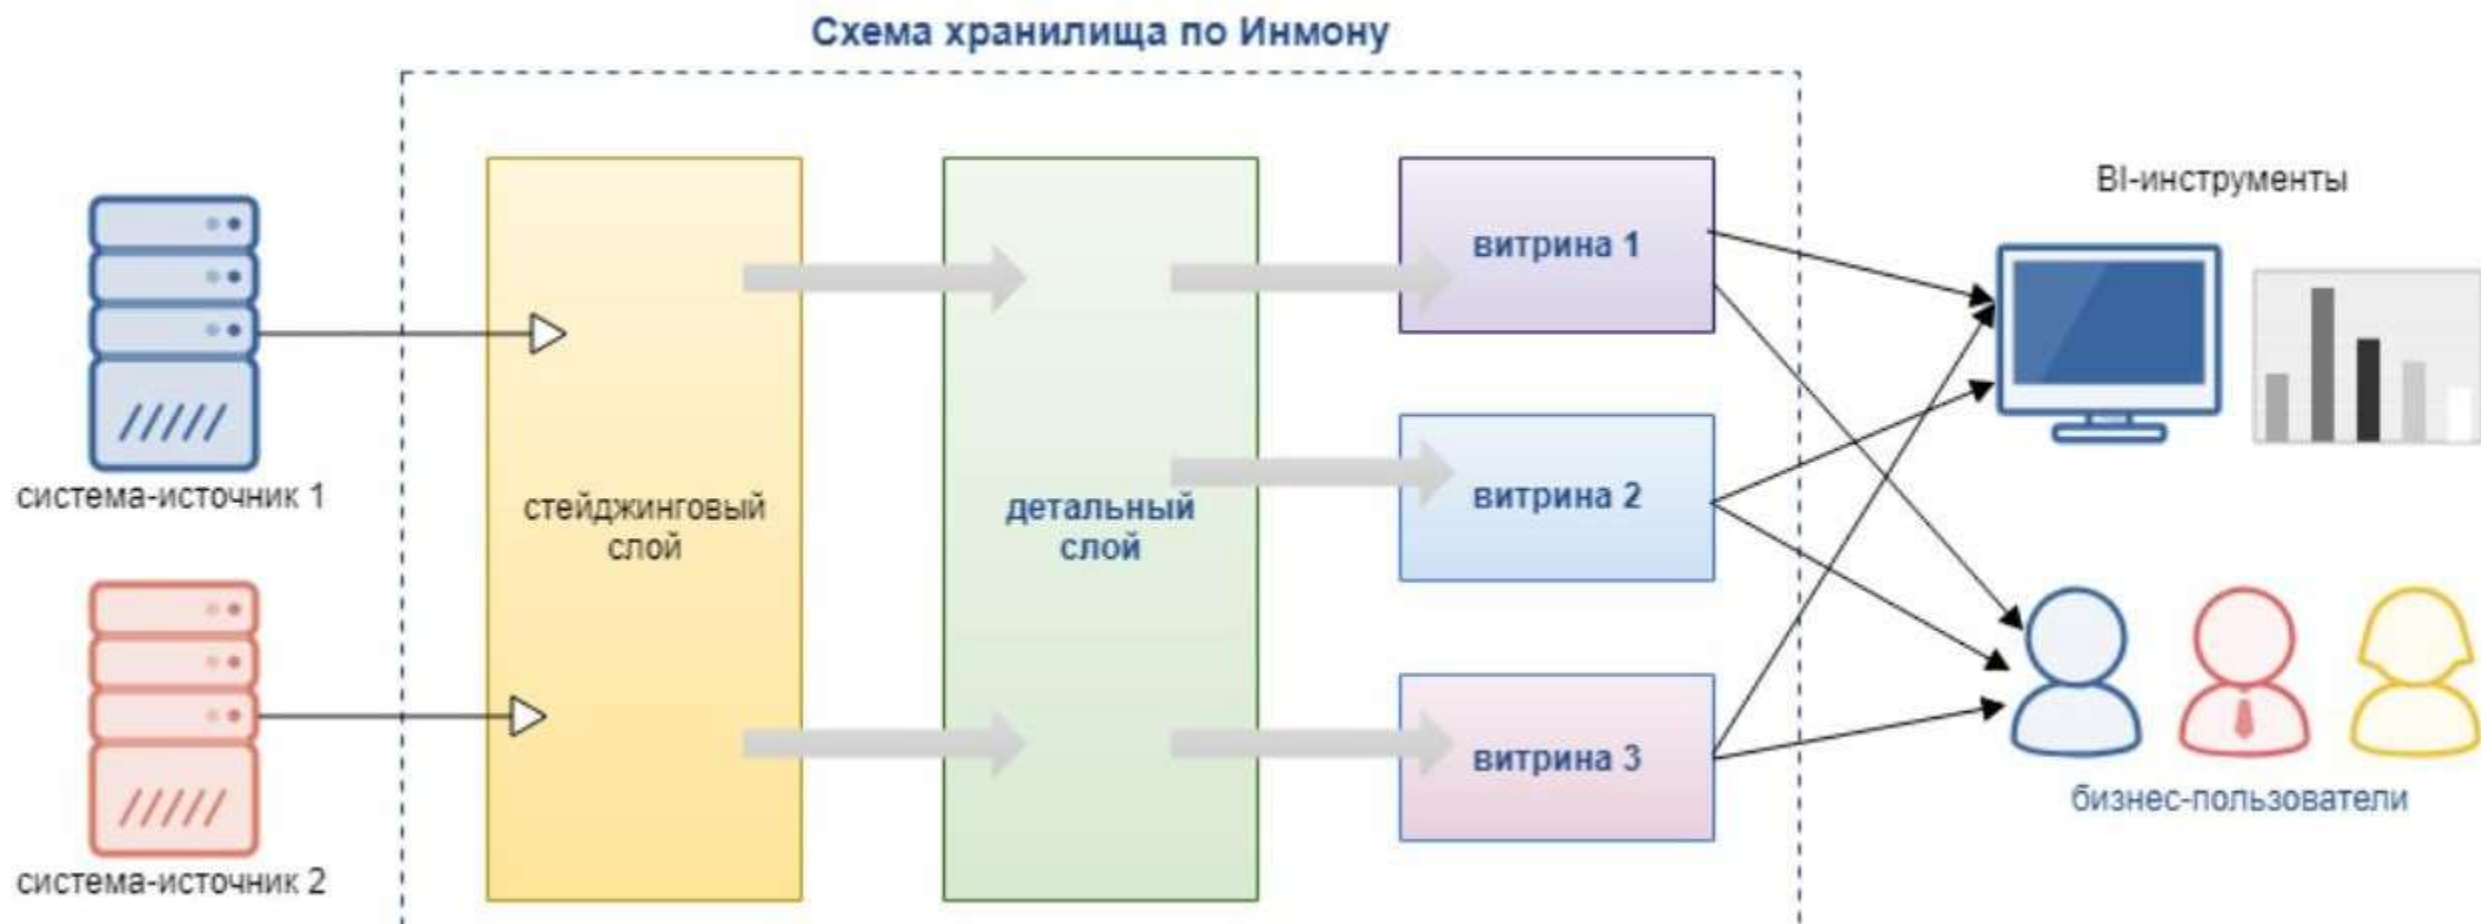 Схема хранилища по Инмону
BI-инструменты
витрина 1
система-источник 1
стейджинговый
слой
детальный
слой
витрина 2
витрина 3
бизнес-пользователи
система-источник 2